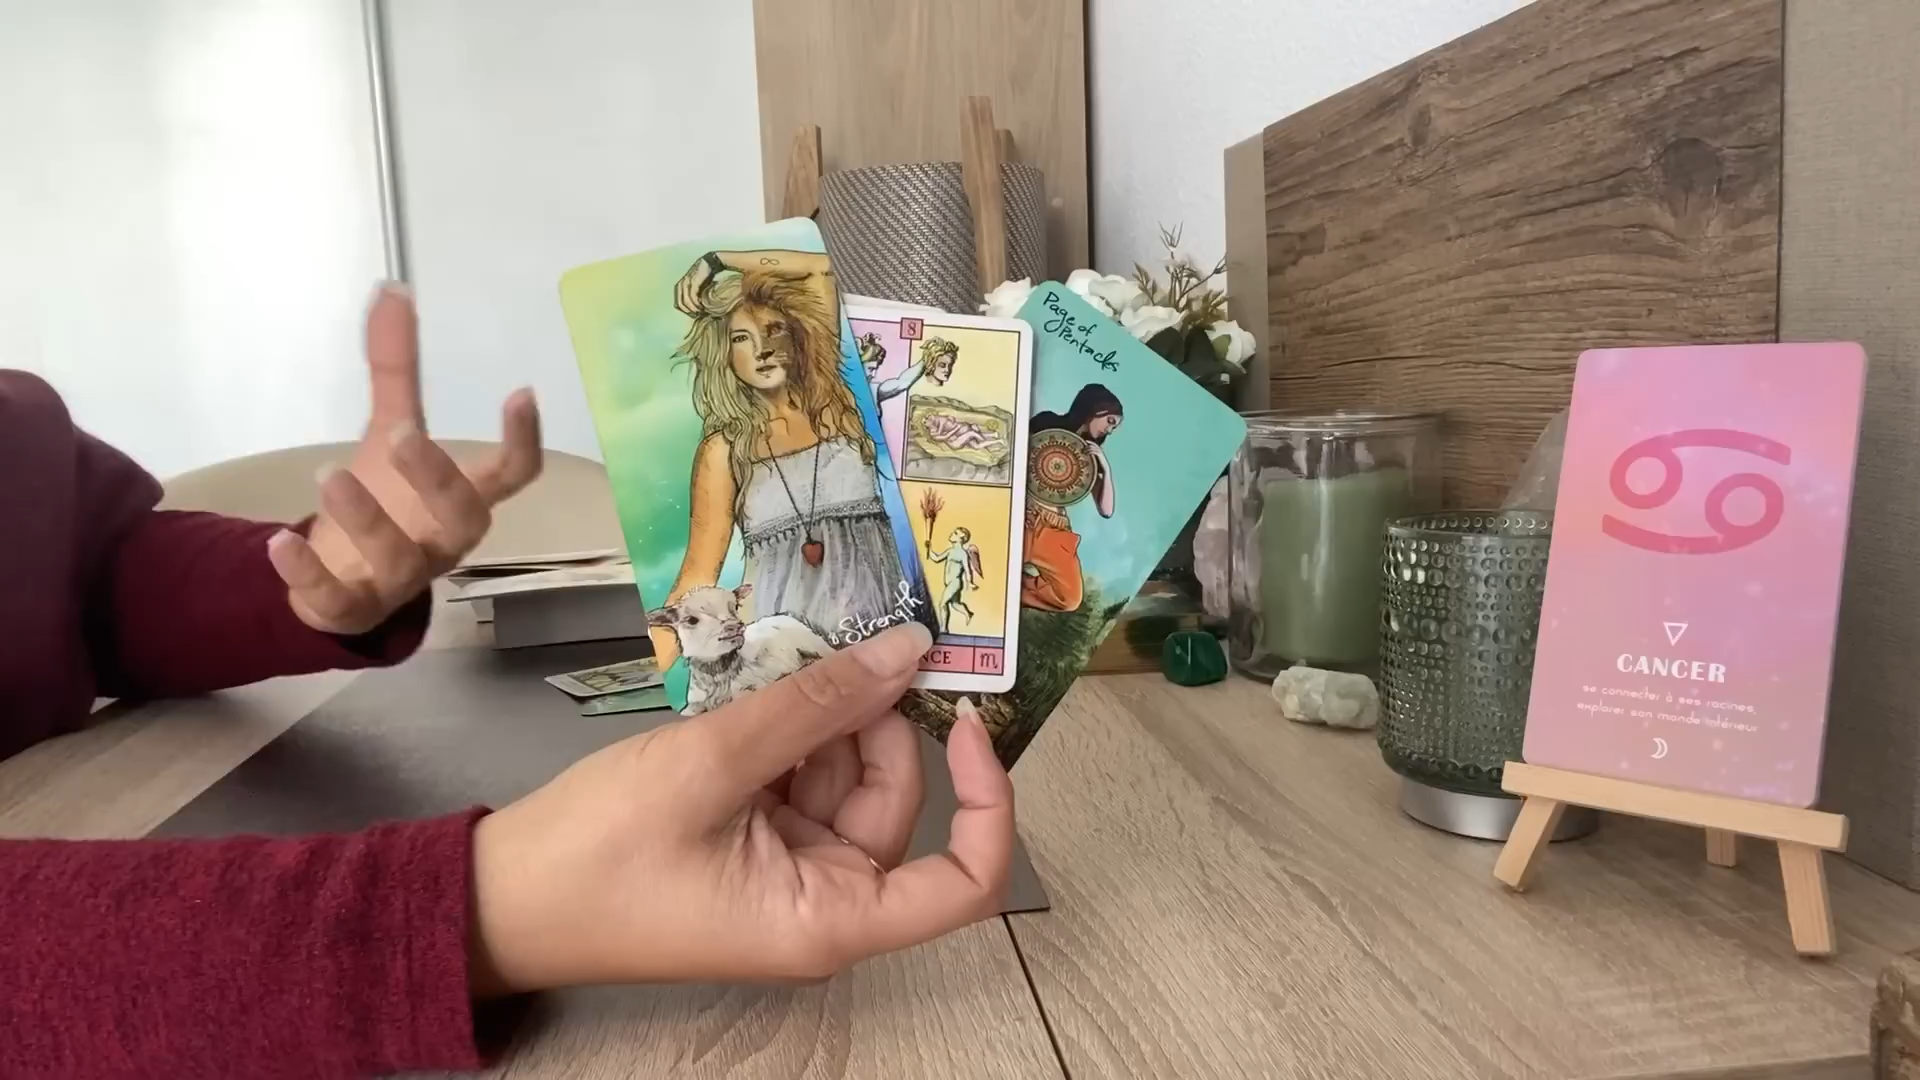 8
Page of
Pentacles
8 Strength
NCE
CANCER
se connecter à ses racines,
explorer son monde intérieur